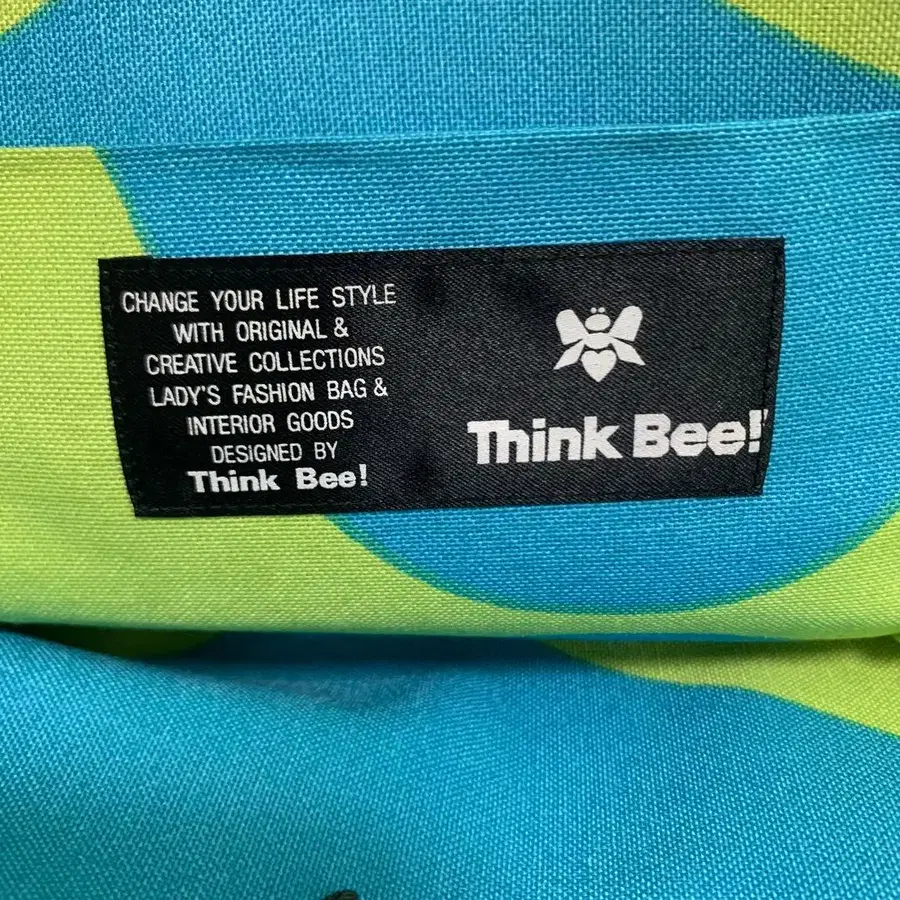 CHANGE YOUR LIFE STYLE
WITH ORIGINAL &
CREATIVE COLLECTIONS
LADY'S FASHION BAG &
INTERIOR GOODS
DESIGNED BY
Think Bee!
Think Bee!